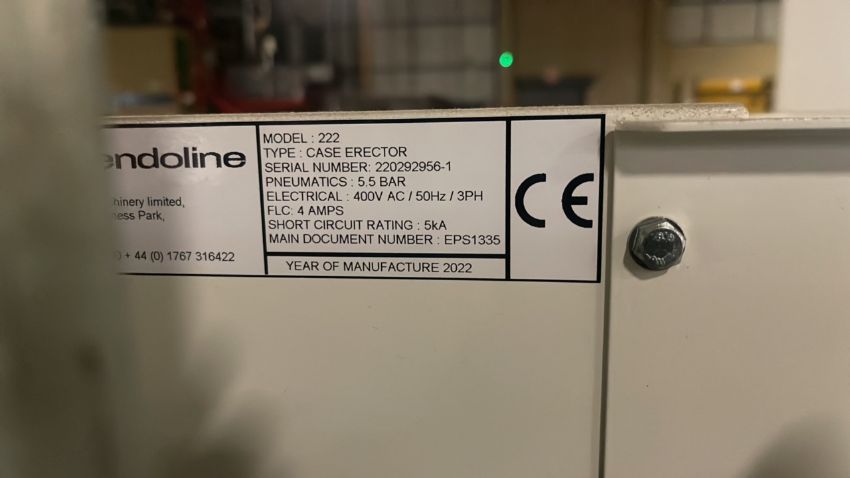 endoline
hinery limited,
ness Park,
+ 44 (0) 1767 316422
MODEL : 222
TYPE : CASE ERECTOR
SERIAL NUMBER: 220292956-1
PNEUMATICS : 5.5 BAR
ELECTRICAL : 400V AC / 50Hz / 3PH
FLC: 4 AMPS
SHORT CIRCUIT RATING : 5kA
MAIN DOCUMENT NUMBER : EPS1335
YEAR OF MANUFACTURE 2022
CE